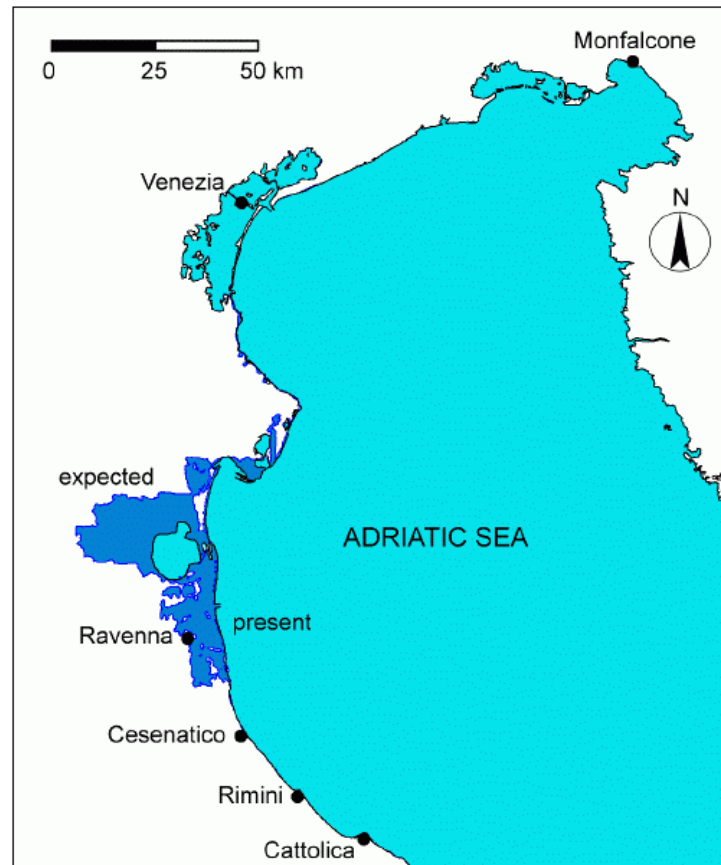 Monfalcone
0 25 50 km
Venezia
N
expected
ADRIATIC SEA
present
Ravenna
Cesenatico
Rimini
Cattolica